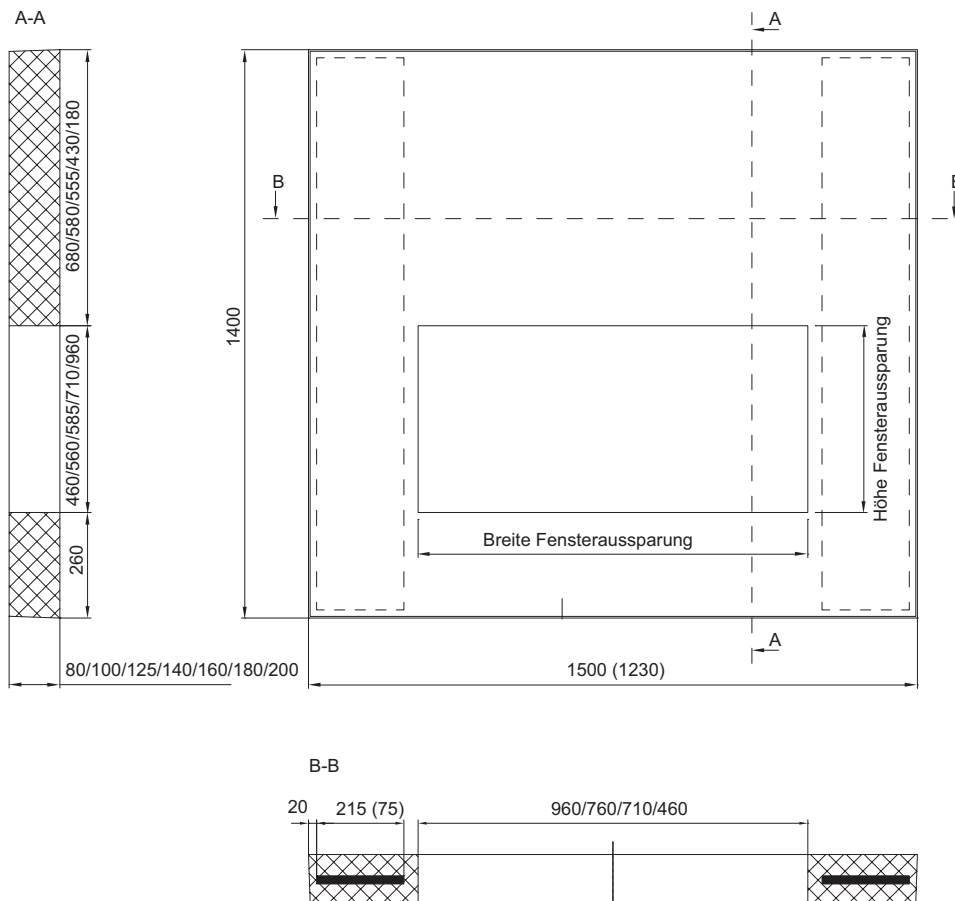 A-A
A
680/580/555/430/180
B
B
1400
460/560/585/710/960
Höhe Fensteraussparung
Breite Fensteraussparung
260
A
80/100/125/140/160/180/200
1500 (1230)
B-B
20
215 (75)
960/760/710/460